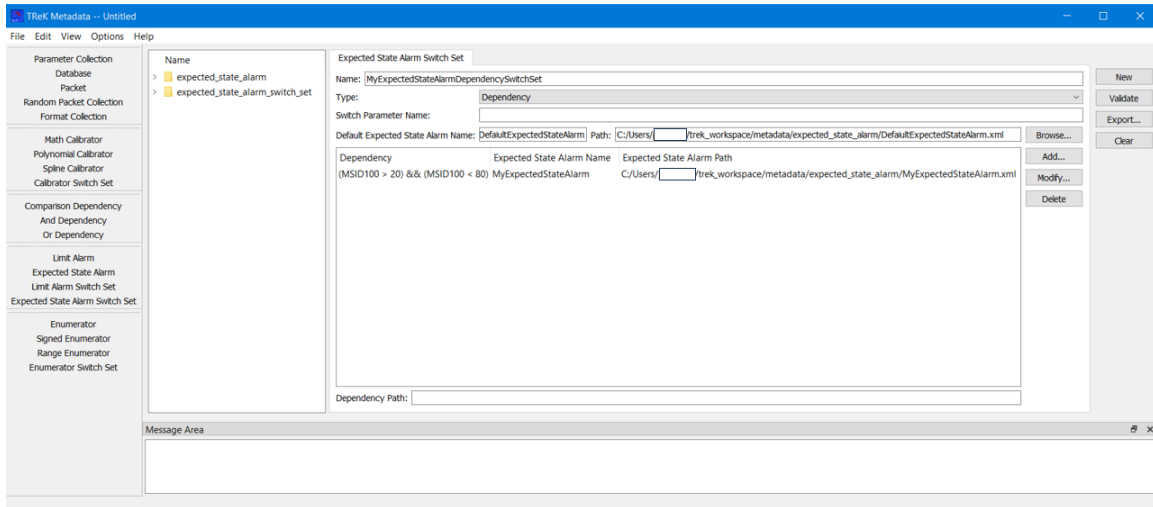 TReK Metadata -- Untitled
File Edit View Options Help
Parameter Collection
Database
Packet
Random Packet Collection
Format Collection
Math Calibrator
Polynomial Calibrator
Spline Calibrator
Calibrator Switch Set
Comparison Dependency
And Dependency
Or Dependency
Limit Alarm
Expected State Alarm
Limit Alarm Switch Set
Expected State Alarm Switch Set
Enumerator
Signed Enumerator
Range Enumerator
Enumerator Switch Set
Name
expected_state_alarm
expected_state_alarm_switch_set
Expected State Alarm Switch Set
Name: MyExpectedStateAlarmDependencySwitchSet
Type: Dependency
Switch Parameter Name:
Default Expected State Alarm Name: DefaiultExpectedStateAlarm Path: C:/Users/ /trek_workspace/metadata/expected_state_alarm/DefaiultExpectedStateAlarm.xml Browse...
Dependency Expected State Alarm Name Expected State Alarm Path
(MSID100 > 20) && (MSID100 < 80) MyExpectedStateAlarm C:/Users/ /trek_workspace/metadata/expected_state_alarm/MyExpectedStateAlarm.xml
Add...
Modify...
Delete
Dependency Path:
New
Validate
Export...
Clear
Message Area